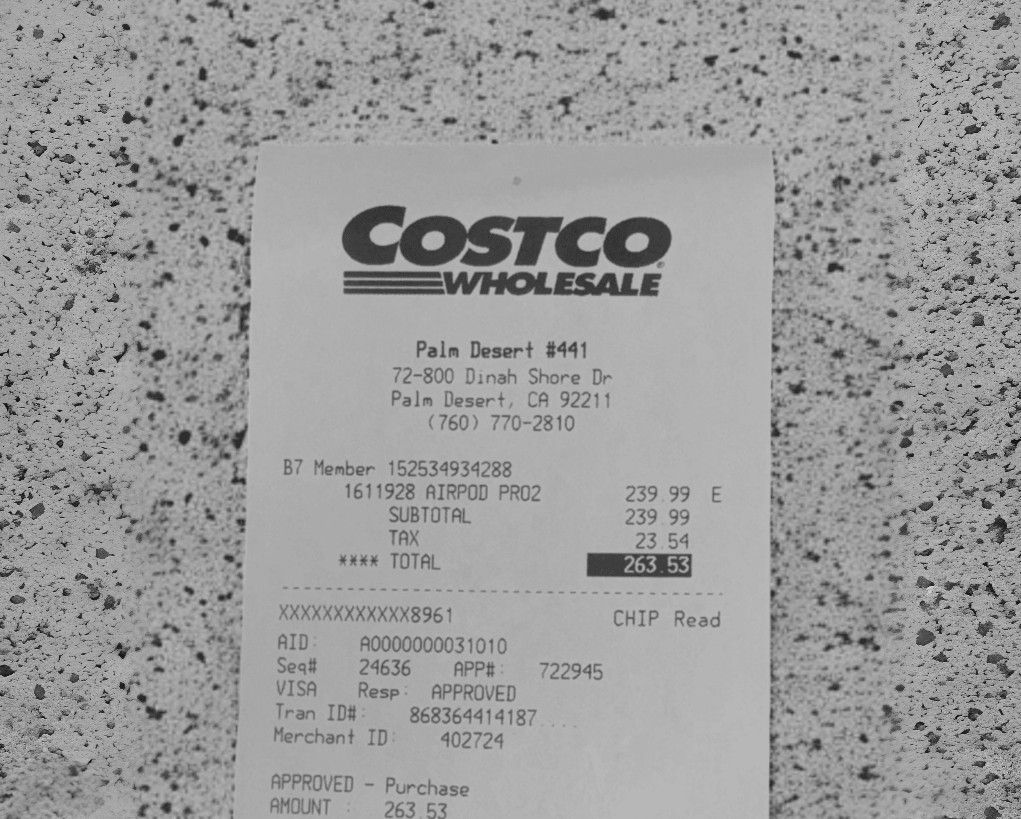 COSTCO
WHOLESALE
Palm Desert #441
72-800 Dinah Shore Dr
Palm Desert, CA 92211
(760) 770-2810
B7 Member 152534934288
1611928 AIRPOD PRO2 239.99 E
SUBTOTAL 239.99
TAX 23.54
**** TOTAL 263.53
XXXXXXXXXXXX8961 CHIP Read
AID: A0000000031010
Seq# 24636 APP#: 722945
VISA Resp: APPROVED
Tran ID#: 868364414187....
Merchant ID: 402724
APPROVED - Purchase
AMOUNT : 263.53